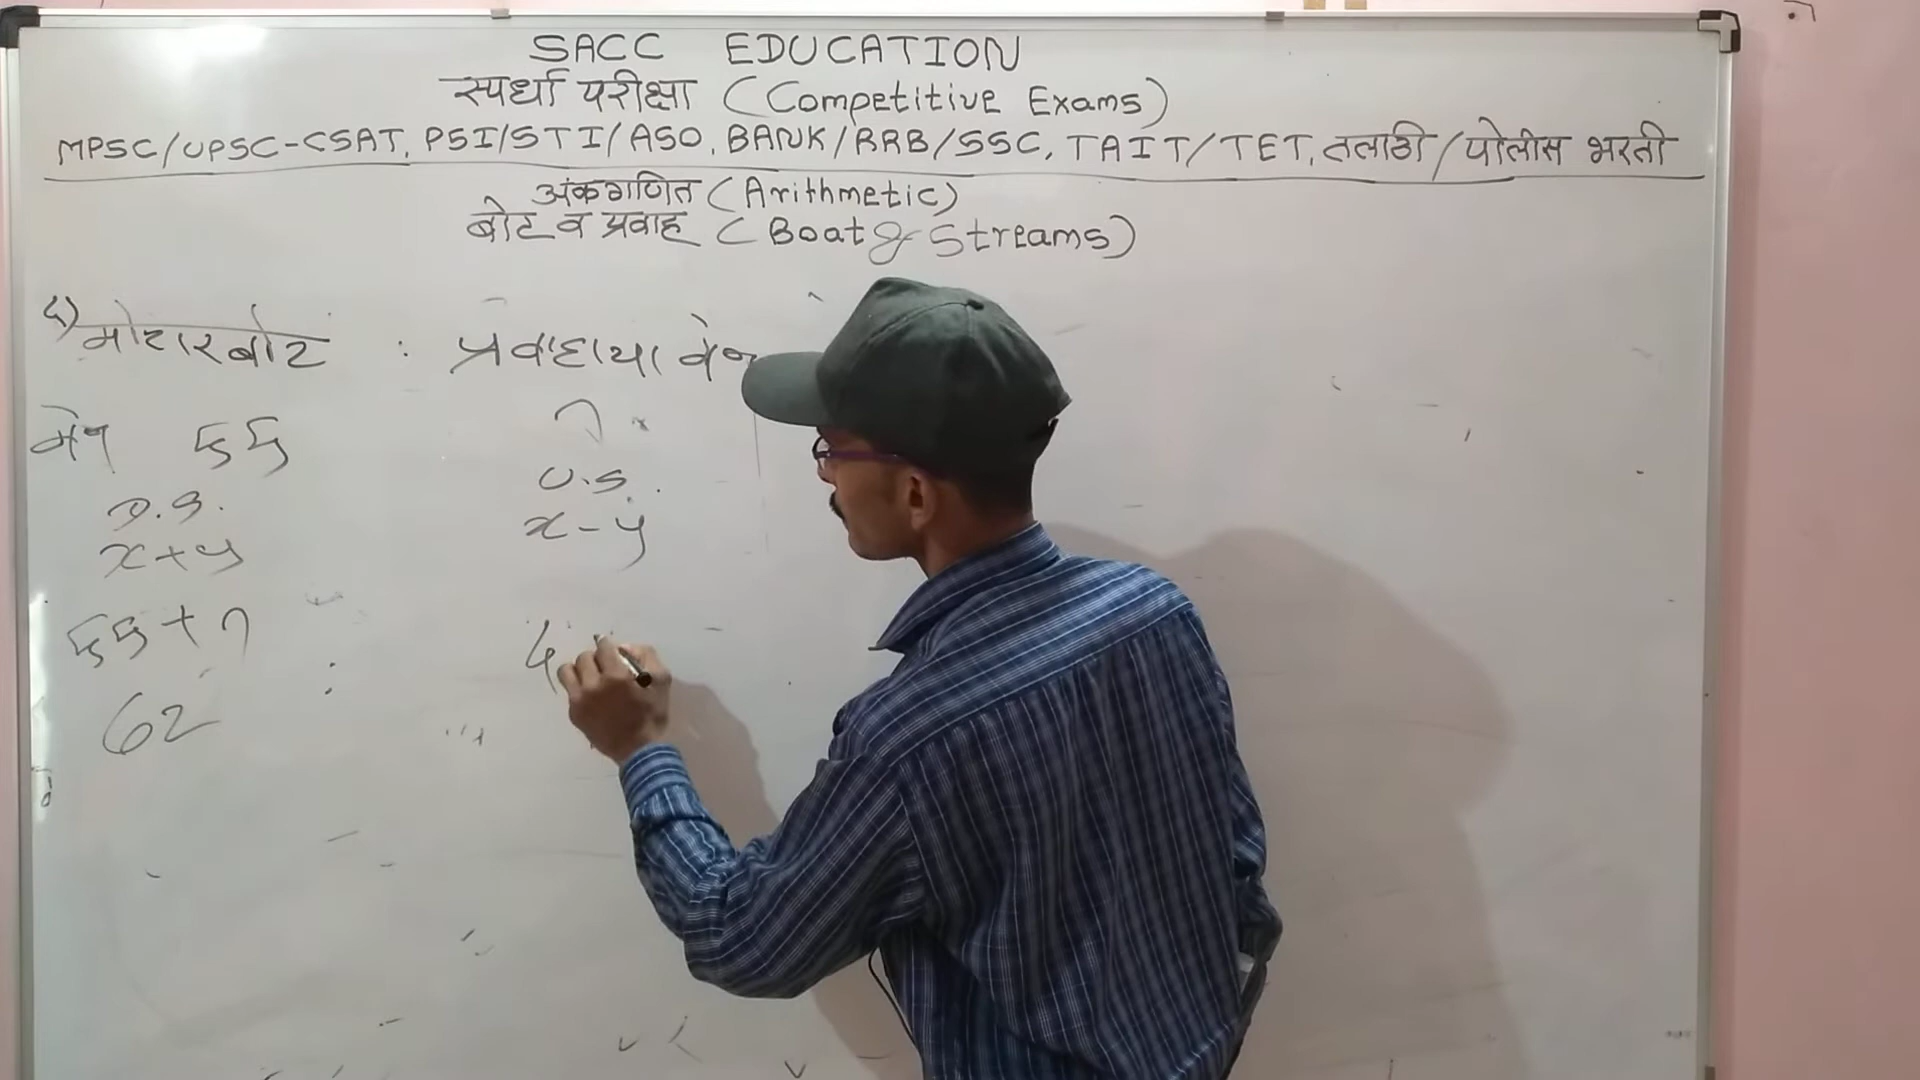 SACC EDUCATION
स्पर्धा परीक्षा (Competitive Exams)
MPSC/UPSC-CSAT, PSI/STI/ASO, BANK/RRB/SSC, TAIT/TET, तलाठी/पोलीस भरती
अंकगणित (Arithmetic)
बोट व प्रवाह (Boat & Streams)
मोटारबोट : प्रवाहाचा वेग
वेग 55 7
D.S. U.S.
x+y x-y
55+7
62 :